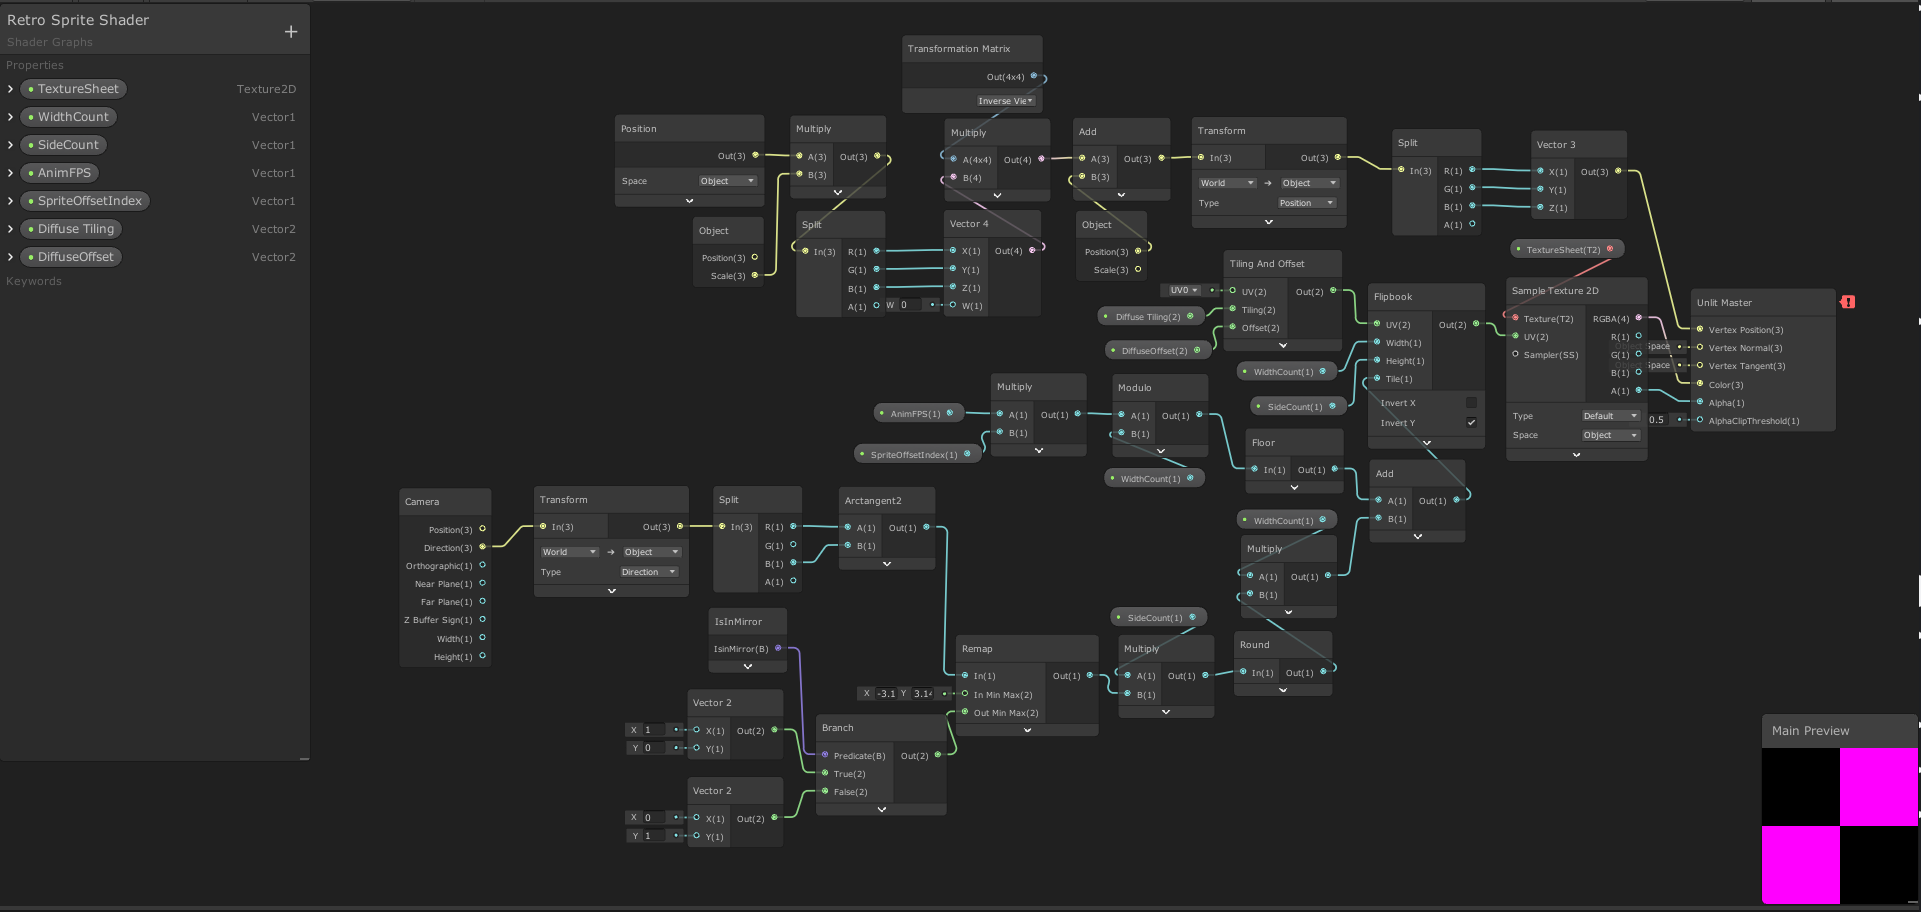 Retro Sprite Shader
Shader Graphs
Properties
TextureSheet Texture2D
WidthCount Vector1
SideCount Vector1
AnimFPS Vector1
SpriteOffsetIndex Vector1
Diffuse Tiling Vector2
DiffuseOffset Vector2
Keywords
Transformation Matrix
Out(4x4)
Inverse Vie
Position
Out(3)
Space Object
Multiply
A(3) Out(3)
B(3)
Object
Position(3)
Scale(3)
Split
In(3) R(1)
G(1)
B(1)
A(1)
Multiply
A(4x4) Out(4)
B(4)
Vector 4
X(1) Out(4)
Y(1)
Z(1)
W 0 W(1)
Add
A(3) Out(3)
B(3)
Object
Position(3)
Scale(3)
Transform
In(3) Out(3)
World Object
Type Position
Split
In(3) R(1)
G(1)
B(1)
A(1)
Vector 3
X(1) Out(3)
Y(1)
Z(1)
TextureSheet(T2)
Tiling And Offset
UV0 UV(2) Out(2)
Diffuse Tiling(2) Tiling(2)
Offset(2)
DiffuseOffset(2)
Flipbook
UV(2) Out(2)
Width(1)
Height(1)
Tile(1)
Invert X
Invert Y
WidthCount(1)
SideCount(1)
Sample Texture 2D
Texture(T2) RGBA(4)
UV(2) R(1)
Sampler(SS) G(1)
B(1)
A(1)
Type Default
Space Object
Unlit Master
Vertex Position(3)
Object Space Vertex Normal(3)
Object Space Vertex Tangent(3)
Color(3)
Alpha(1)
0.5 AlphaClipThreshold(1)
AnimFPS(1)
SpriteOffsetIndex(1)
Multiply
A(1) Out(1)
B(1)
Modulo
A(1) Out(1)
B(1)
WidthCount(1)
Floor
In(1) Out(1)
Add
A(1) Out(1)
B(1)
WidthCount(1)
Multiply
A(1) Out(1)
B(1)
Camera
Position(3)
Direction(3)
Orthographic(1)
Near Plane(1)
Far Plane(1)
Z Buffer Sign(1)
Width(1)
Height(1)
Transform
In(3) Out(3)
World Object
Type Direction
Split
In(3) R(1)
G(1)
B(1)
A(1)
Arctangent2
A(1) Out(1)
B(1)
IsInMirror
IsinMirror(B)
Vector 2
X 1 X(1) Out(2)
Y 0 Y(1)
Vector 2
X 0 X(1) Out(2)
Y 1 Y(1)
Branch
Predicate(B) Out(2)
True(2)
False(2)
Remap
In(1) Out(1)
X -3.1 Y 3.14 In Min Max(2)
Out Min Max(2)
SideCount(1)
Multiply
A(1) Out(1)
B(1)
Round
In(1) Out(1)
Main Preview